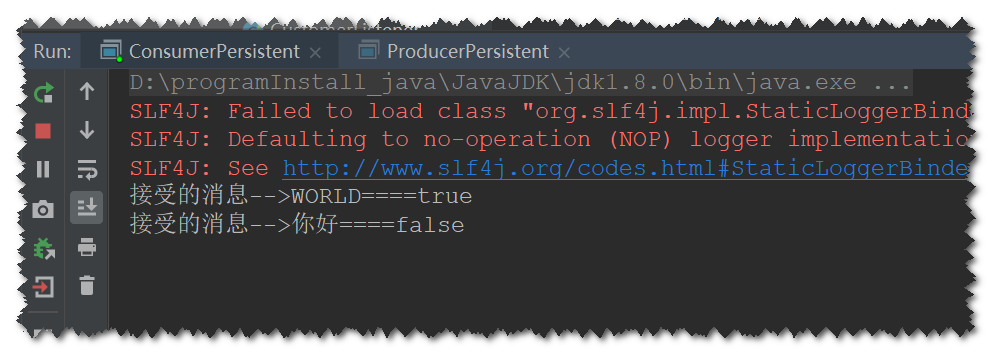 Run: ConsumerPersistent × ProducerPersistent ×
D:\programInstall_java\JavaJDK\jdk1.8.0\bin\java.exe ...
SLF4J: Failed to load class "org.slf4j.impl.StaticLoggerBind
SLF4J: Defaulting to no-operation (NOP) logger implementatio
SLF4J: See http://www.slf4j.org/codes.html#StaticLoggerBinde
接受的消息-->WORLD====true
接受的消息-->你好====false